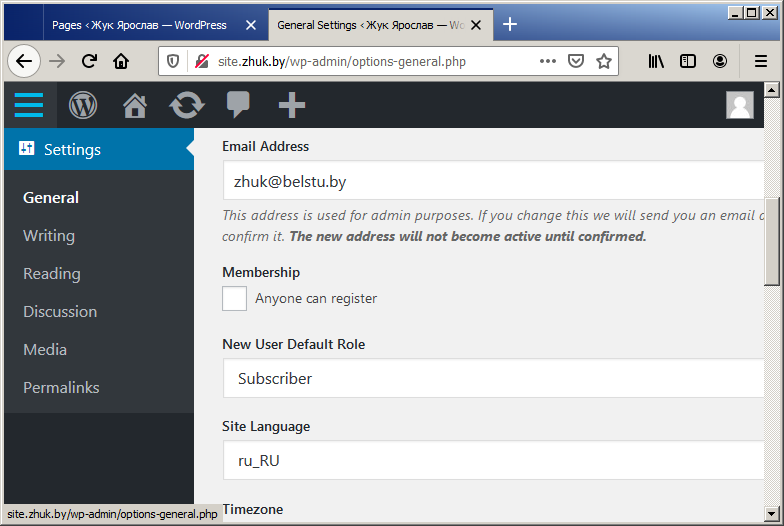 Pages ‹ Жук Ярослав — WordPress
General Settings ‹ Жук Ярослав — Wo
site.zhuk.by/wp-admin/options-general.php
Settings
General
Writing
Reading
Discussion
Media
Permalinks
Email Address
zhuk@belstu.by
This address is used for admin purposes. If you change this we will send you an email a
confirm it. The new address will not become active until confirmed.
Membership
Anyone can register
New User Default Role
Subscriber
Site Language
ru_RU
Timezone
site.zhuk.by/wp-admin/options-general.php